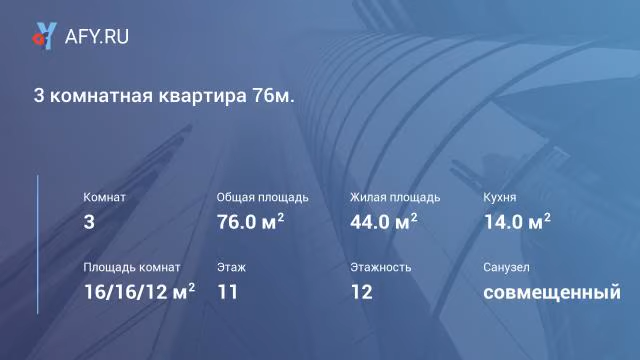 AFY.RU
3 комнатная квартира 76м.
Комнат Общая площадь Жилая площадь Кухня
3 76.0 м² 44.0 м² 14.0 м²
Площадь комнат Этаж Этажность Санузел
16/16/12 м² 11 12 совмещенный